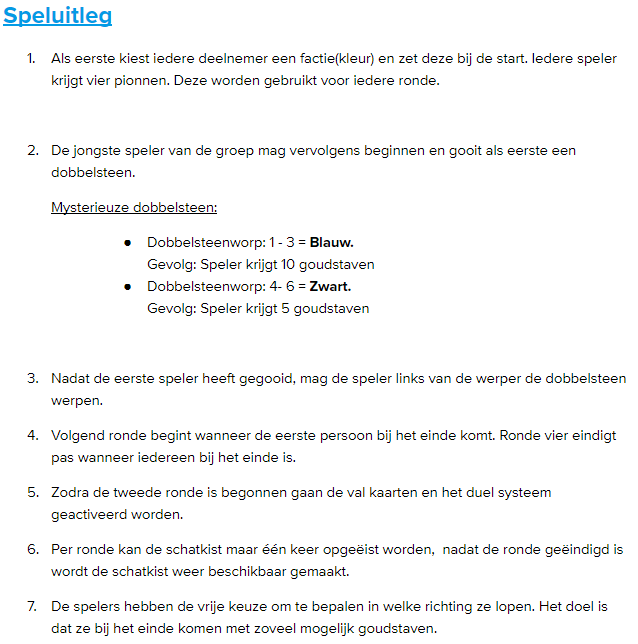 Speluitleg
1. Als eerste kiest iedere deelnemer een factie(kleur) en zet deze bij de start. Iedere speler
krijgt vier pionnen. Deze worden gebruikt voor iedere ronde.
2. De jongste speler van de groep mag vervolgens beginnen en gooit als eerste een
dobbelsteen.
Mysterieuze dobbelsteen:
● Dobbelsteenworp: 1 - 3 = Blauw.
Gevolg: Speler krijgt 10 goudstaven
● Dobbelsteenworp: 4- 6 = Zwart.
Gevolg: Speler krijgt 5 goudstaven
3. Nadat de eerste speler heeft gegooid, mag de speler links van de werper de dobbelsteen
werpen.
4. Volgend ronde begint wanneer de eerste persoon bij het einde komt. Ronde vier eindigt
pas wanneer iedereen bij het einde is.
5. Zodra de tweede ronde is begonnen gaan de val kaarten en het duel systeem
geactiveerd worden.
6. Per ronde kan de schatkist maar één keer opgeëist worden, nadat de ronde geëindigd is
wordt de schatkist weer beschikbaar gemaakt.
7. De spelers hebben de vrije keuze om te bepalen in welke richting ze lopen. Het doel is
dat ze bij het einde komen met zoveel mogelijk goudstaven.